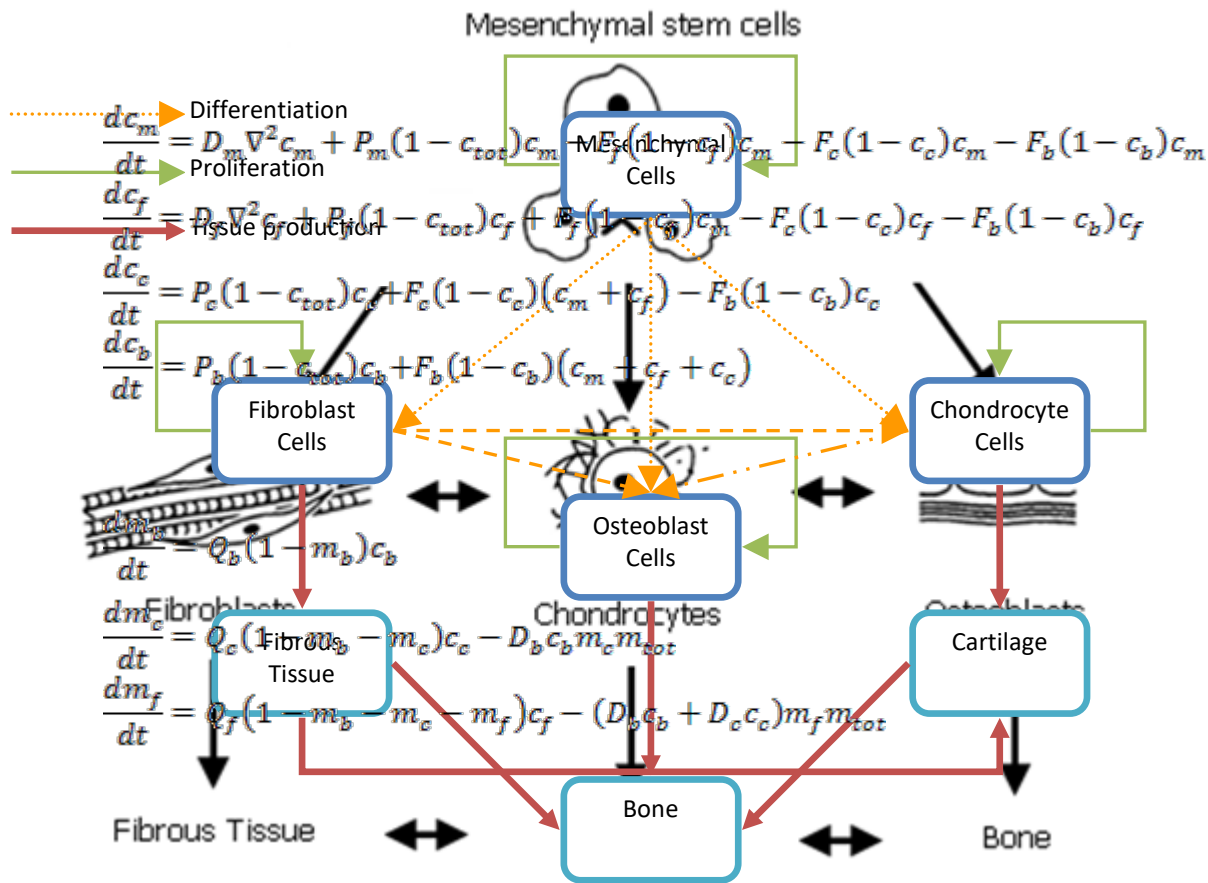 Mesenchymal stem cells
Differentiation
dc_m/dt = D_m∇²c_m + P_m(1 − c_tot)c_m − F_f(1 − c_f)c_m − F_c(1 − c_c)c_m − F_b(1 − c_b)c_m
Mesenchymal
Cells
Proliferation
dc_f/dt = D_f∇²c_f + P_f(1 − c_tot)c_f + F_f(1 − c_f)c_m − F_c(1 − c_c)c_f − F_b(1 − c_b)c_f
Tissue production
dc_c/dt = P_c(1 − c_tot)c_c+F_c(1 − c_c)(c_m + c_f) − F_b(1 − c_b)c_c
dc_b/dt = P_b(1 − c_tot)c_b+F_b(1 − c_b)(c_m + c_f + c_c)
Fibroblast
Cells
Chondrocyte
Cells
Osteoblast
Cells
dm_b/dt = Q_b(1 − m_b)c_b
Fibroblasts
Chondrocytes
Osteoblasts
dm_c/dt = Q_c(1 − m_b − m_c)c_c − D_b c_b m_c m_tot
Fibrous
Tissue
Cartilage
dm_f/dt = Q_f(1 − m_b − m_c − m_f)c_f − (D_b c_b + D_c c_c)m_f m_tot
Bone
Fibrous Tissue
Bone